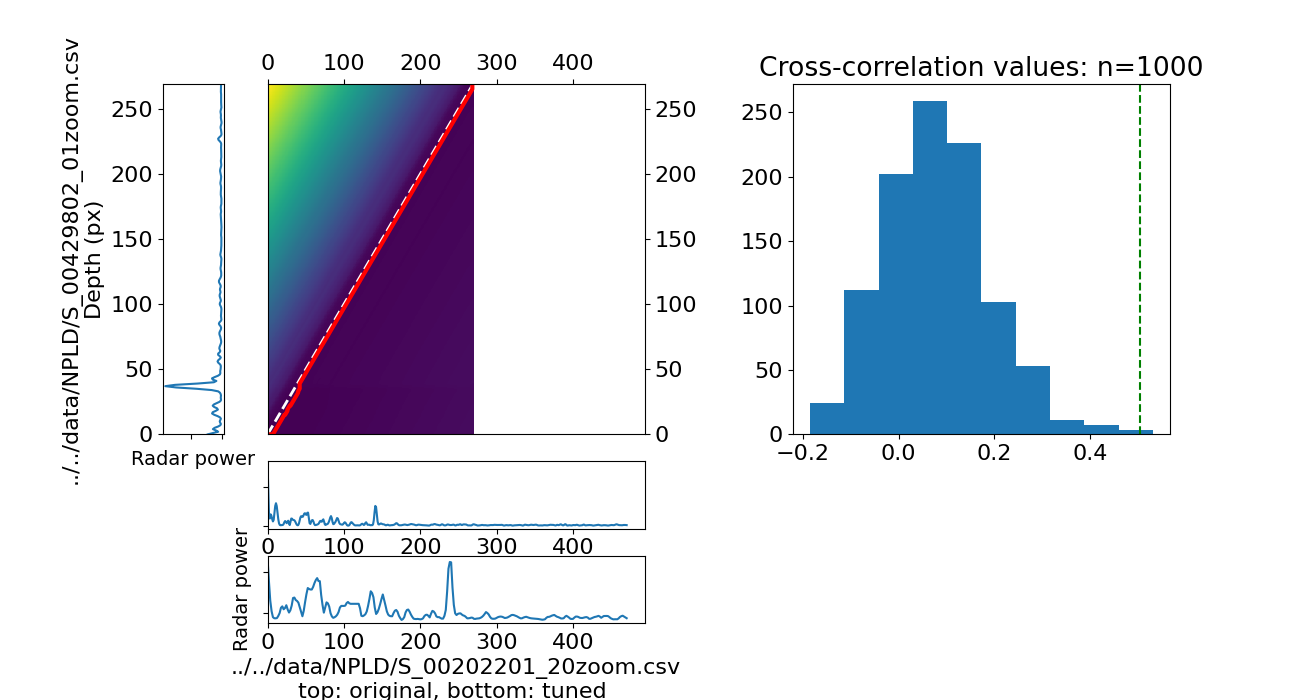 0 100 200 300 400
Cross-correlation values: n=1000
../../data/NPLD/S_00429802_01zoom.csv
Depth (px)
250
200
150
100
50
0
Radar power
250
200
150
100
50
0
250
200
150
100
50
0
−0.2 0.0 0.2 0.4
0 100 200 300 400
Radar power
0 100 200 300 400
../../data/NPLD/S_00202201_20zoom.csv
top: original, bottom: tuned